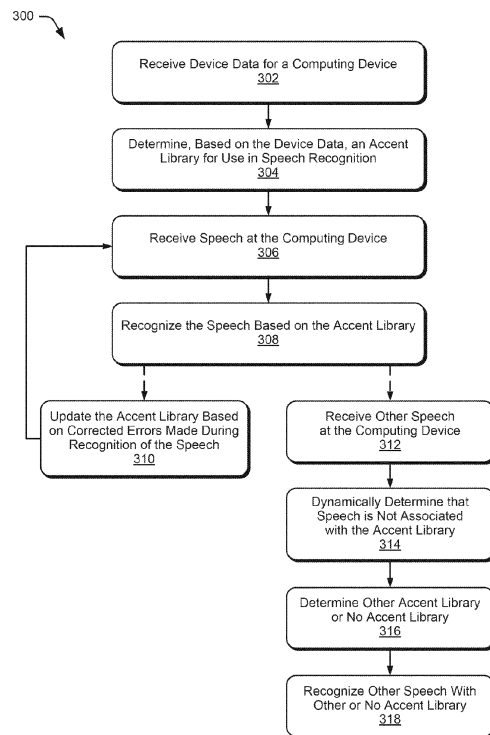 300
Receive Device Data for a Computing Device
302
Determine, Based on the Device Data, an Accent
Library for Use in Speech Recognition
304
Receive Speech at the Computing Device
306
Recognize the Speech Based on the Accent Library
308
Update the Accent Library Based
on Corrected Errors Made During
Recognition of the Speech
310
Receive Other Speech
at the Computing Device
312
Dynamically Determine that
Speech is Not Associated
with the Accent Library
314
Determine Other Accent Library
or No Accent Library
316
Recognize Other Speech With
Other or No Accent Library
318